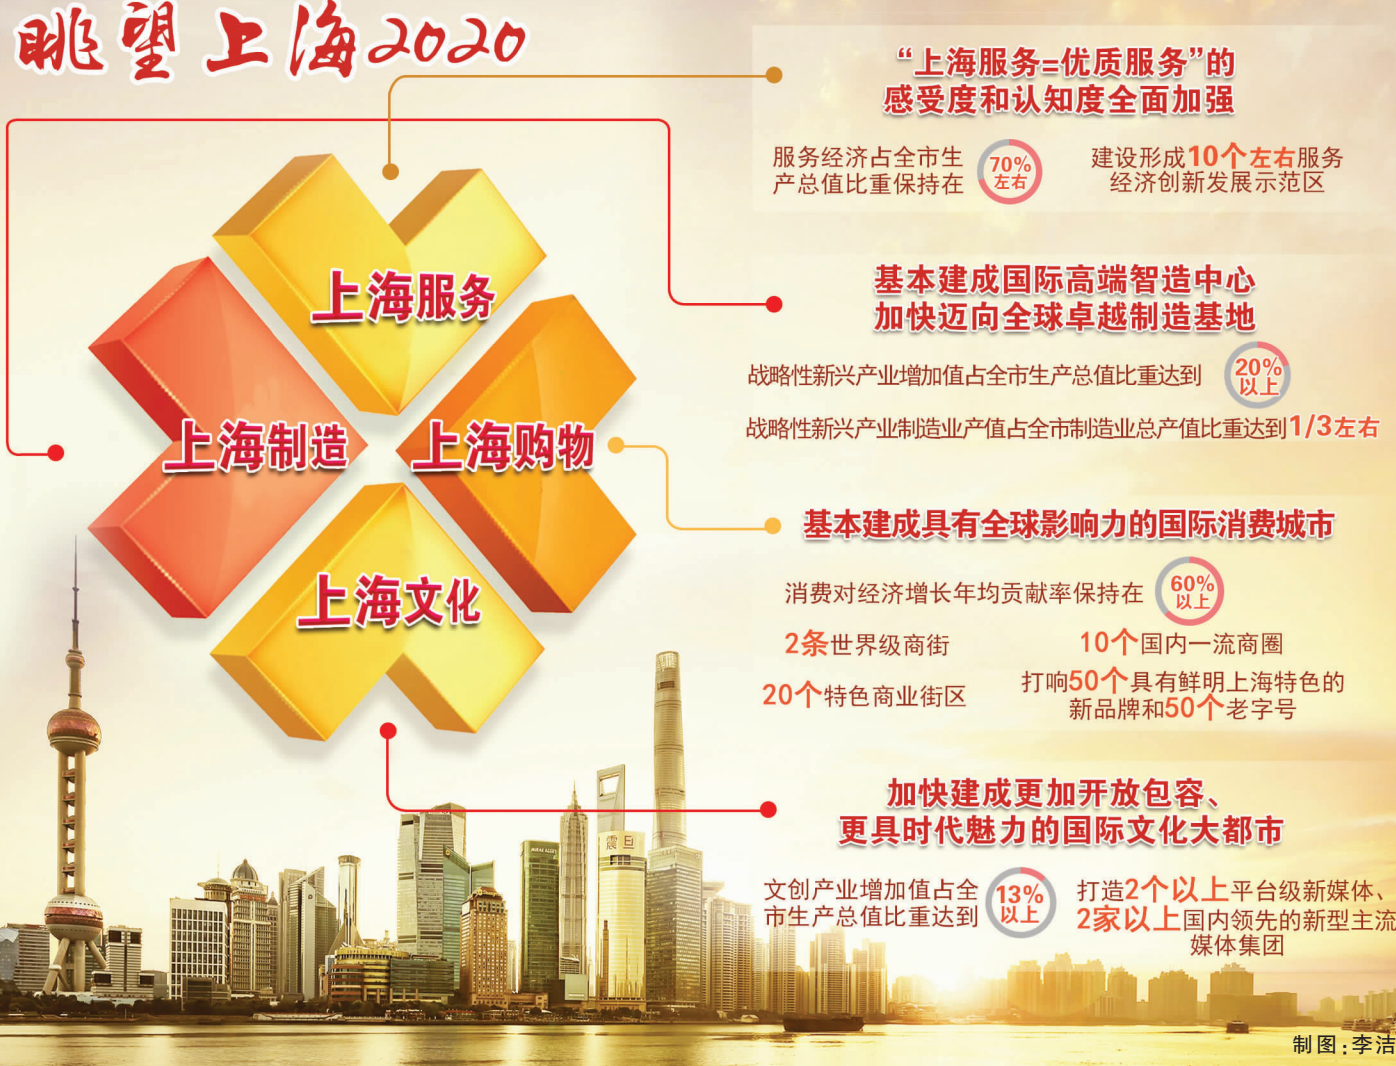 眺望上海2020
上海服务
上海制造
上海购物
上海文化
“上海服务=优质服务”的
感受度和认知度全面加强
服务经济占全市生
产总值比重保持在
70%
左右
建设形成10个左右服务
经济创新发展示范区
基本建成国际高端智造中心
加快迈向全球卓越制造基地
战略性新兴产业增加值占全市生产总值比重达到
20%
以上
战略性新兴产业制造业产值占全市制造业总产值比重达到1/3左右
基本建成具有全球影响力的国际消费城市
消费对经济增长年均贡献率保持在
60%
以上
2条世界级商街
10个国内一流商圈
20个特色商业街区
打响50个具有鲜明上海特色的
新品牌和50个老字号
加快建成更加开放包容、
更具时代魅力的国际文化大都市
文创产业增加值占全
市生产总值比重达到
13%
以上
打造2个以上平台级新媒体、
2家以上国内领先的新型主流
媒体集团
震旦
制图:李洁